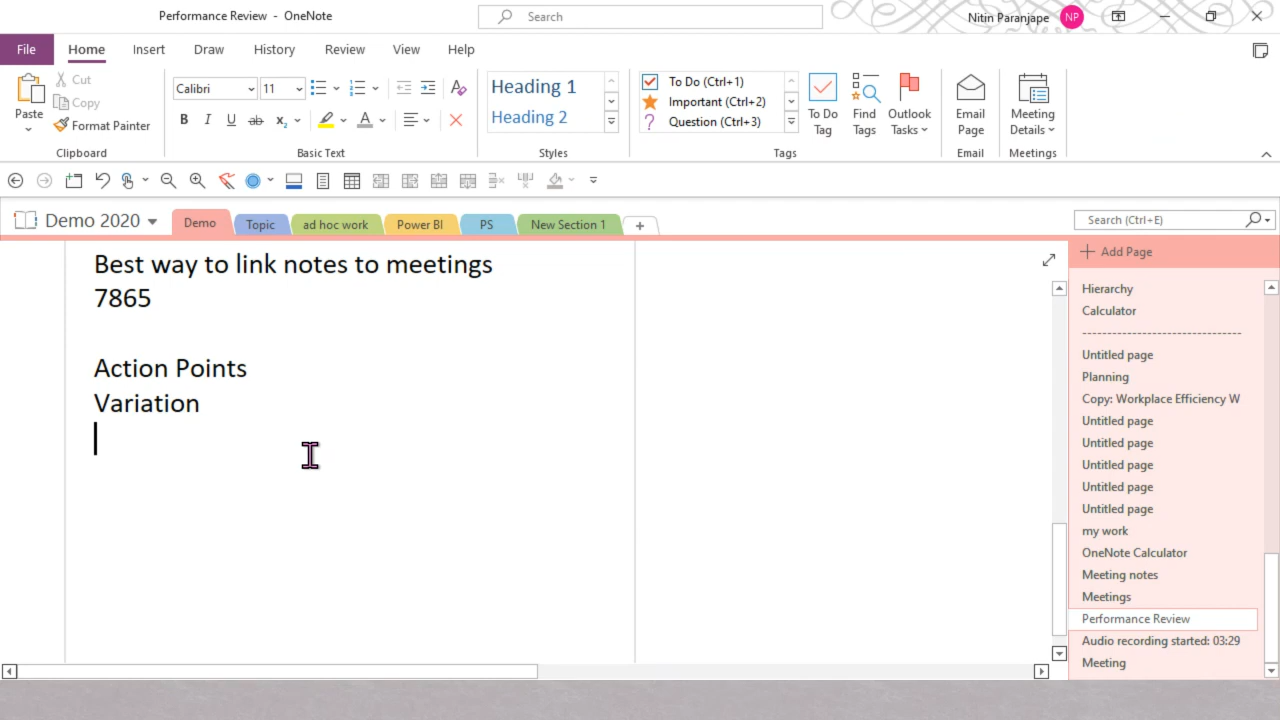 Performance Review - OneNote
Search
Nitin Paranjape
NP
File
Home
Insert
Draw
History
Review
View
Help
Paste
Cut
Copy
Format Painter
Clipboard
Calibri
11
B
I
U
ab
x₂
A
Basic Text
Heading 1
Heading 2
Styles
To Do (Ctrl+1)
Important (Ctrl+2)
Question (Ctrl+3)
To Do
Tag
Find
Tags
Outlook
Tasks
Tags
Email
Page
Email
Meeting
Details
Meetings
Demo 2020
Demo
Topic
ad hoc work
Power BI
PS
New Section 1
Search (Ctrl+E)
Best way to link notes to meetings
7865
Action Points
Variation
Add Page
Hierarchy
Calculator
------------------------------
Untitled page
Planning
Copy: Workplace Efficiency W
Untitled page
Untitled page
Untitled page
Untitled page
Untitled page
my work
OneNote Calculator
Meeting notes
Meetings
Performance Review
Audio recording started: 03:29
Meeting